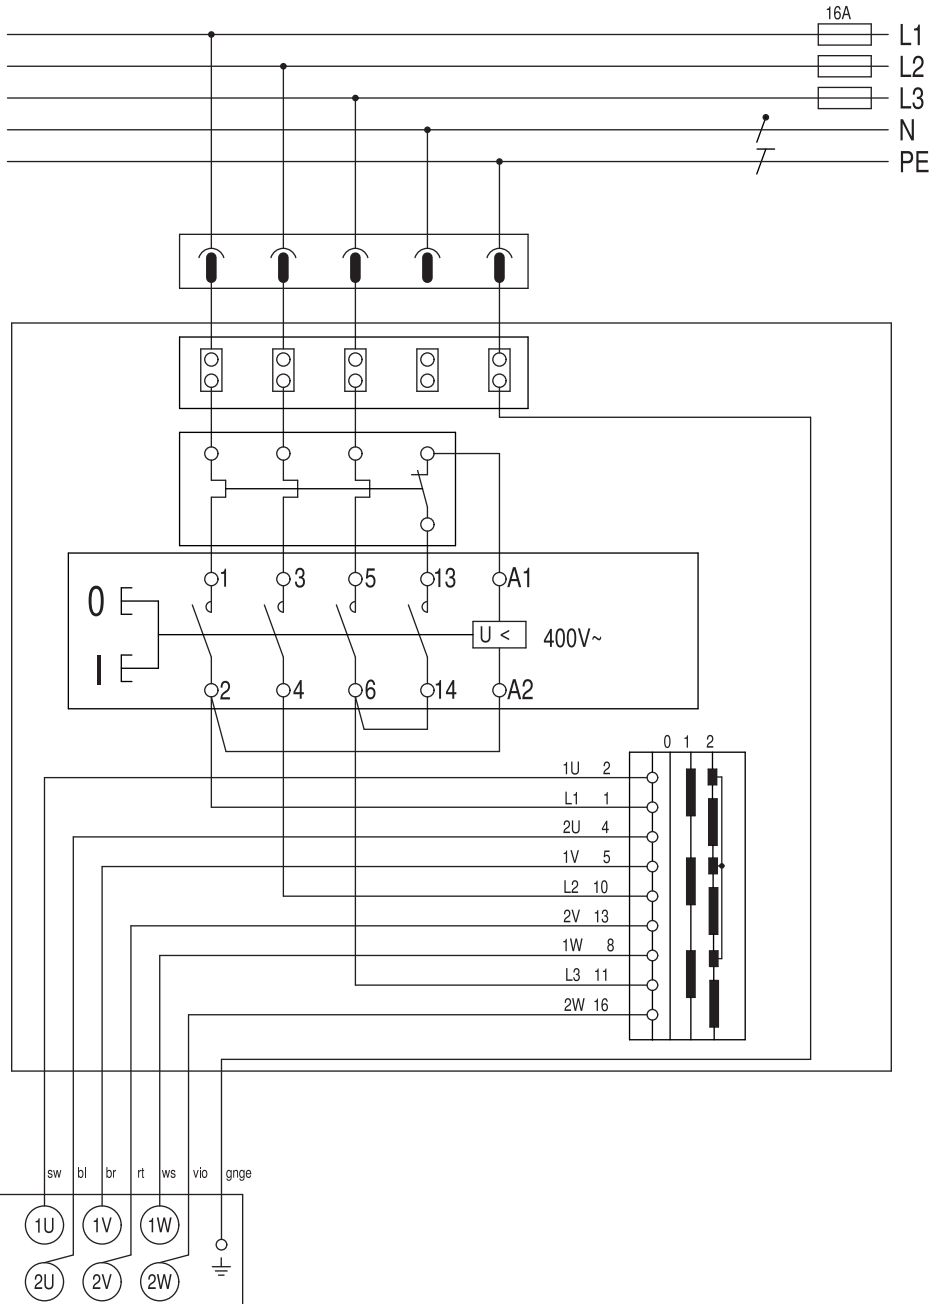 16A
L1
L2
L3
N
PE
1 3 5 13 A1
0
U < 400V~
I
2 4 6 14 A2
0 1 2
1U 2
L1 1
2U 4
1V 5
L2 10
2V 13
1W 8
L3 11
2W 16
sw bl br rt ws vio gnge
1U 1V 1W
2U 2V 2W